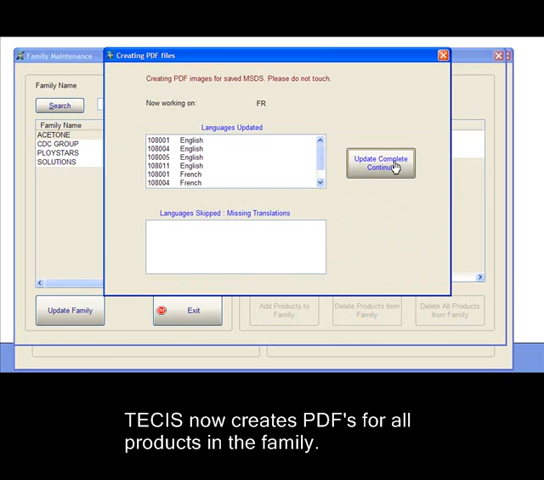 Family Maintenance
Creating PDF files
Creating PDF images for saved MSDS. Please do not touch.
Family Name
Now working on:
FR
Search
Languages Updated
Family Name
ACETONE
CDC GROUP
PLOYSTARS
SOLUTIONS
108001 English
108004 English
108005 English
108011 English
108001 French
108004 French
Update Complete
Continue
Languages Skipped : Missing Translations
Update Family
Exit
Add Products to
Family
Delete Products from
Family
Delete All Products
from Family
TECIS now creates PDF's for all
products in the family.